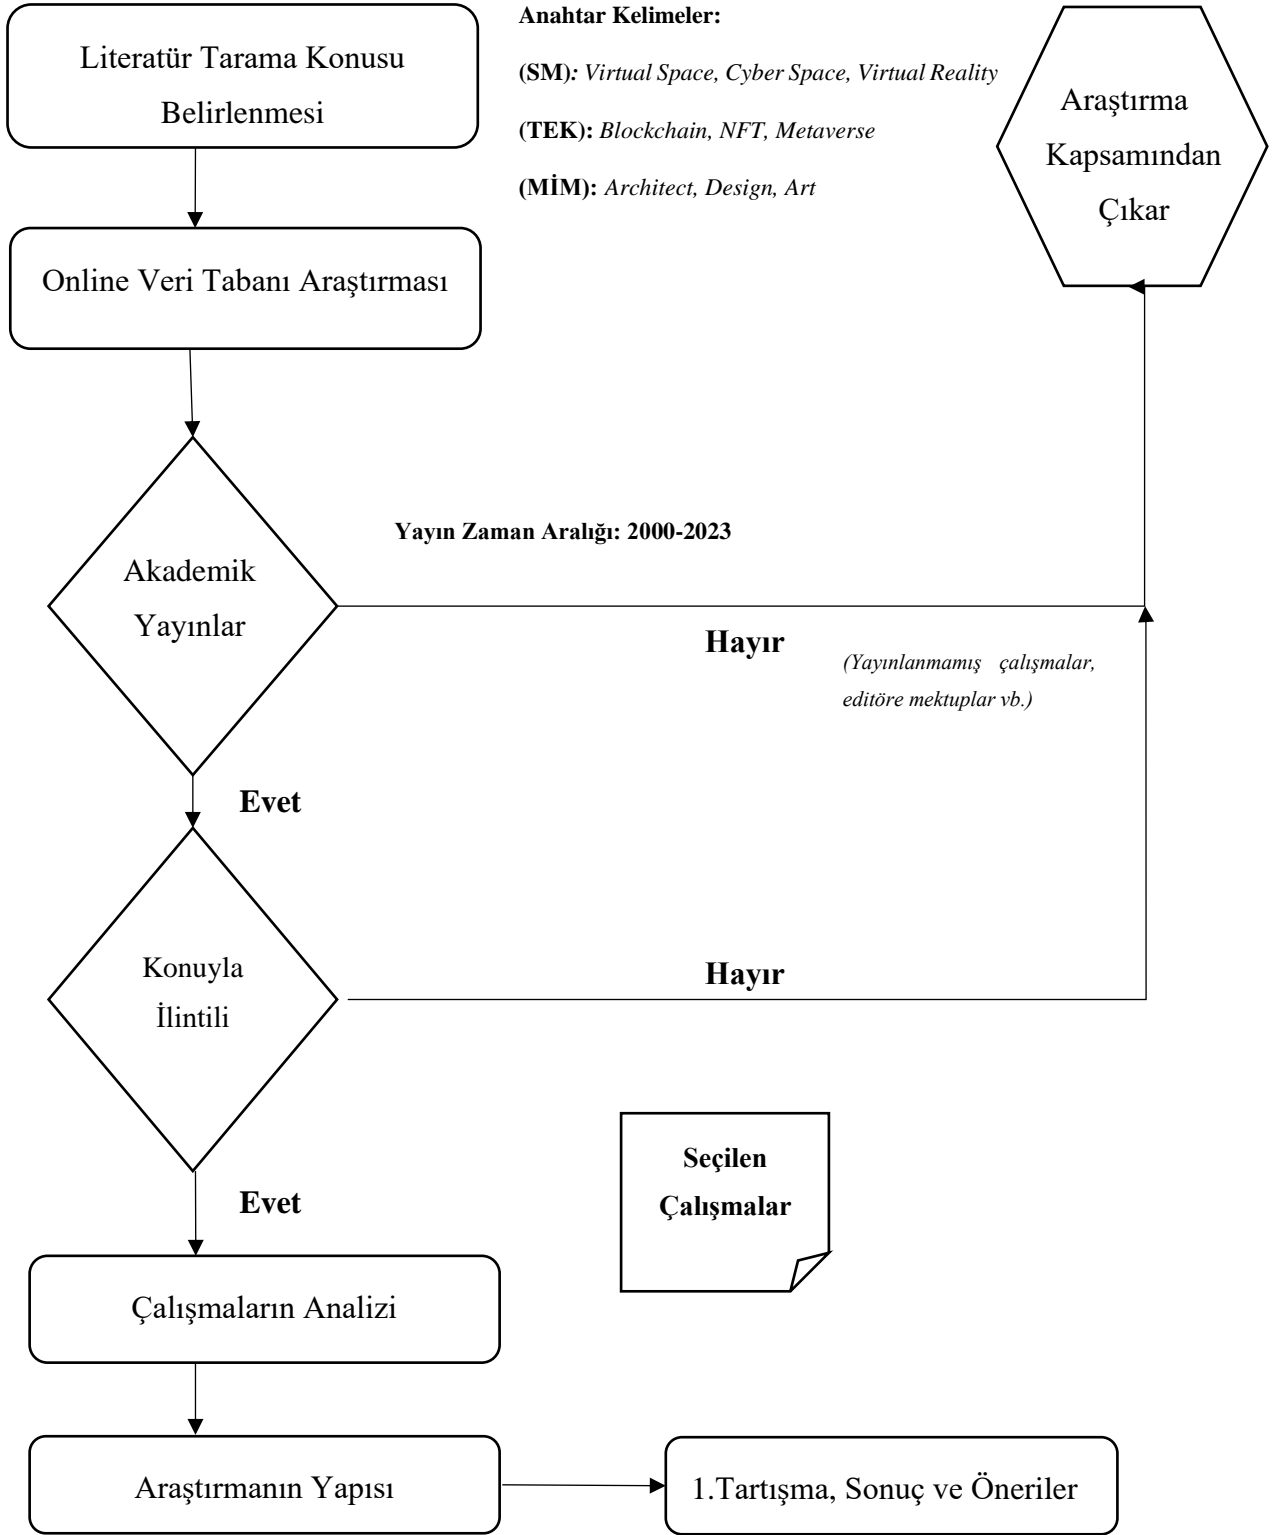 Literatür Tarama Konusu
Belirlenmesi
Anahtar Kelimeler:
(SM): Virtual Space, Cyber Space, Virtual Reality
(TEK): Blockchain, NFT, Metaverse
(MİM): Architect, Design, Art
Araştırma
Kapsamından
Çıkar
Online Veri Tabanı Araştırması
Yayın Zaman Aralığı: 2000-2023
Akademik
Yayınlar
Hayır
(Yayınlanmamış çalışmalar,
editöre mektuplar vb.)
Evet
Konuyla
İlintili
Hayır
Evet
Seçilen
Çalışmalar
Çalışmaların Analizi
Araştırmanın Yapısı
1.Tartışma, Sonuç ve Öneriler